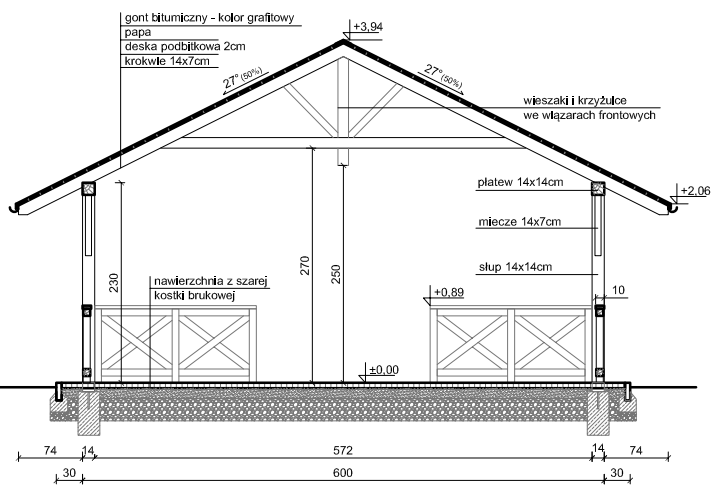 gont bitumiczny - kolor grafitowy
papa
deska podbitkowa 2cm
krokwie 14x7cm
+3,94
27° (50%)
27° (50%)
wieszaki i krzyżulce
we wiązarach frontowych
płatew 14x14cm
+2,06
miecze 14x7cm
słup 14x14cm
230
270
250
nawierzchnia z szarej
kostki brukowej
+0,89
10
±0,00
74
14
572
14
74
30
600
30